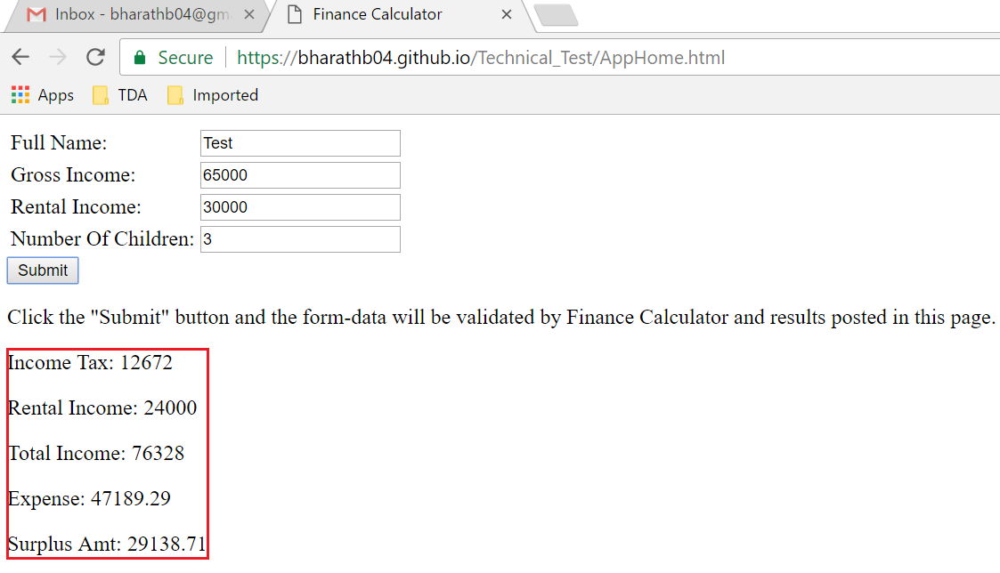 Inbox - bharathb04@gm
Finance Calculator
Secure https://bharathb04.github.io/Technical_Test/AppHome.html
Apps TDA Imported
Full Name: Test
Gross Income: 65000
Rental Income: 30000
Number Of Children: 3
Submit
Click the "Submit" button and the form-data will be validated by Finance Calculator and results posted in this page.
Income Tax: 12672
Rental Income: 24000
Total Income: 76328
Expense: 47189.29
Surplus Amt: 29138.71